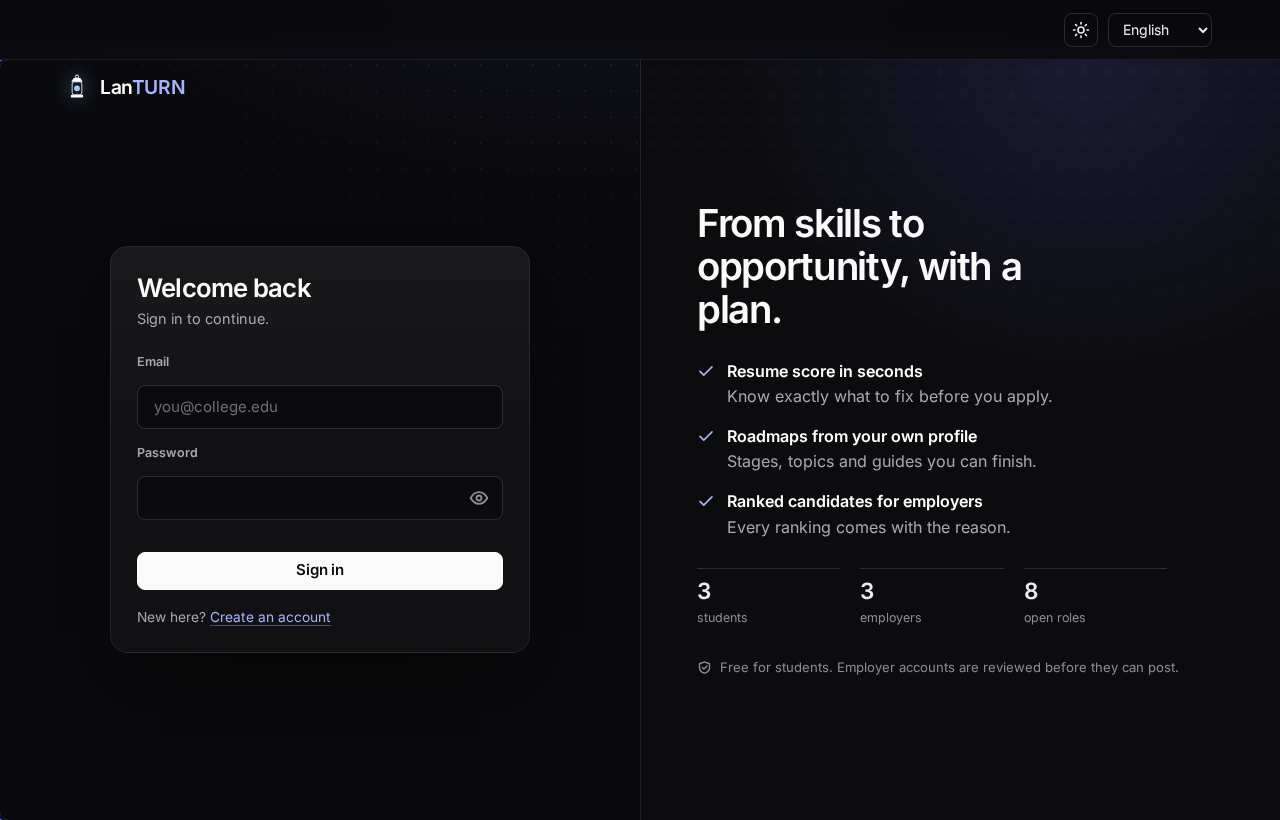 English
LanTURN
Welcome back
Sign in to continue.
Email
you@college.edu
Password
Sign in
New here? Create an account
From skills to
opportunity, with a
plan.
Resume score in seconds
Know exactly what to fix before you apply.
Roadmaps from your own profile
Stages, topics and guides you can finish.
Ranked candidates for employers
Every ranking comes with the reason.
3 3 8
students employers open roles
Free for students. Employer accounts are reviewed before they can post.